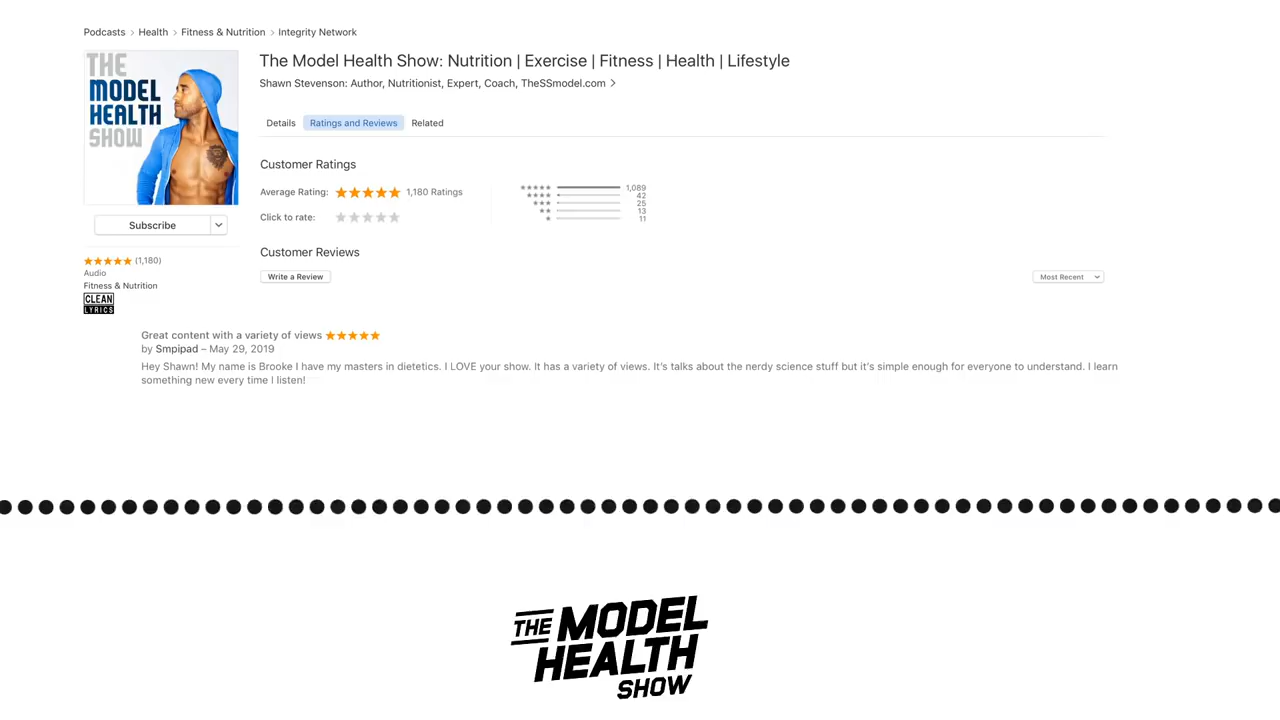 Podcasts > Health > Fitness & Nutrition > Integrity Network
THE
MODEL
HEALTH
SHOW
The Model Health Show: Nutrition | Exercise | Fitness | Health | Lifestyle
Shawn Stevenson: Author, Nutritionist, Expert, Coach, TheSSmodel.com >
Details Ratings and Reviews Related
Customer Ratings
Average Rating: ★★★★★ 1,180 Ratings
Click to rate: ★★★★★
★★★★★ 1,089
★★★★ 42
★★★ 25
★★ 13
★ 11
Subscribe
Customer Reviews
Write a Review
Most Recent
★★★★★ (1,180)
Audio
Fitness & Nutrition
CLEAN
LYRICS
Great content with a variety of views ★★★★★
by Smpipad – May 29, 2019
Hey Shawn! My name is Brooke I have my masters in dietetics. I LOVE your show. It has a variety of views. It's talks about the nerdy science stuff but it's simple enough for everyone to understand. I learn
something new every time I listen!
THE MODEL
HEALTH
SHOW